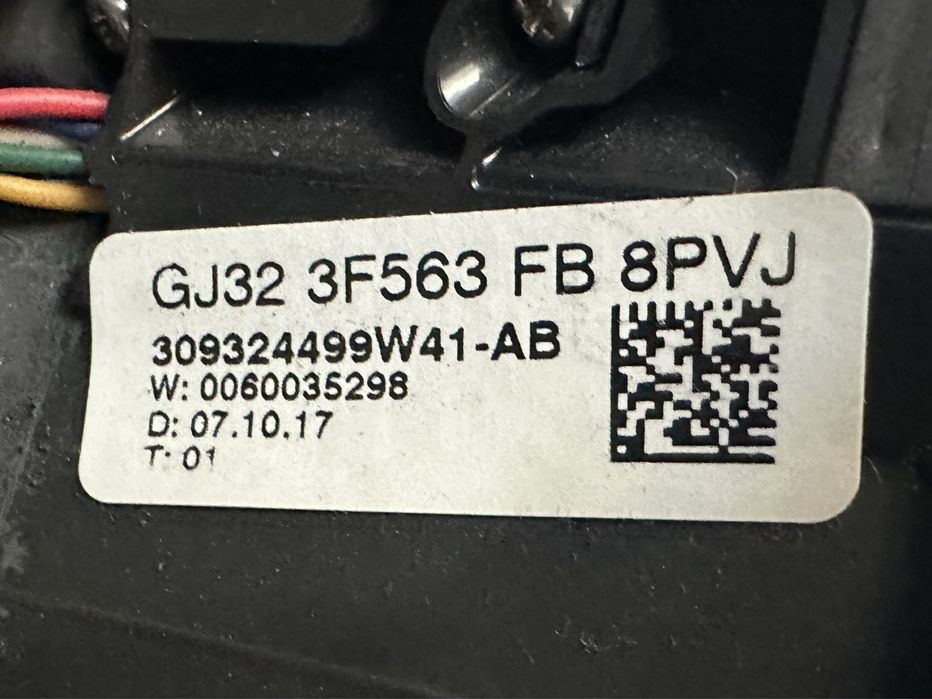 GJ32 3F563 FB 8PVJ
309324499W41-AB
W: 0060035298
D: 07.10.17
T: 01